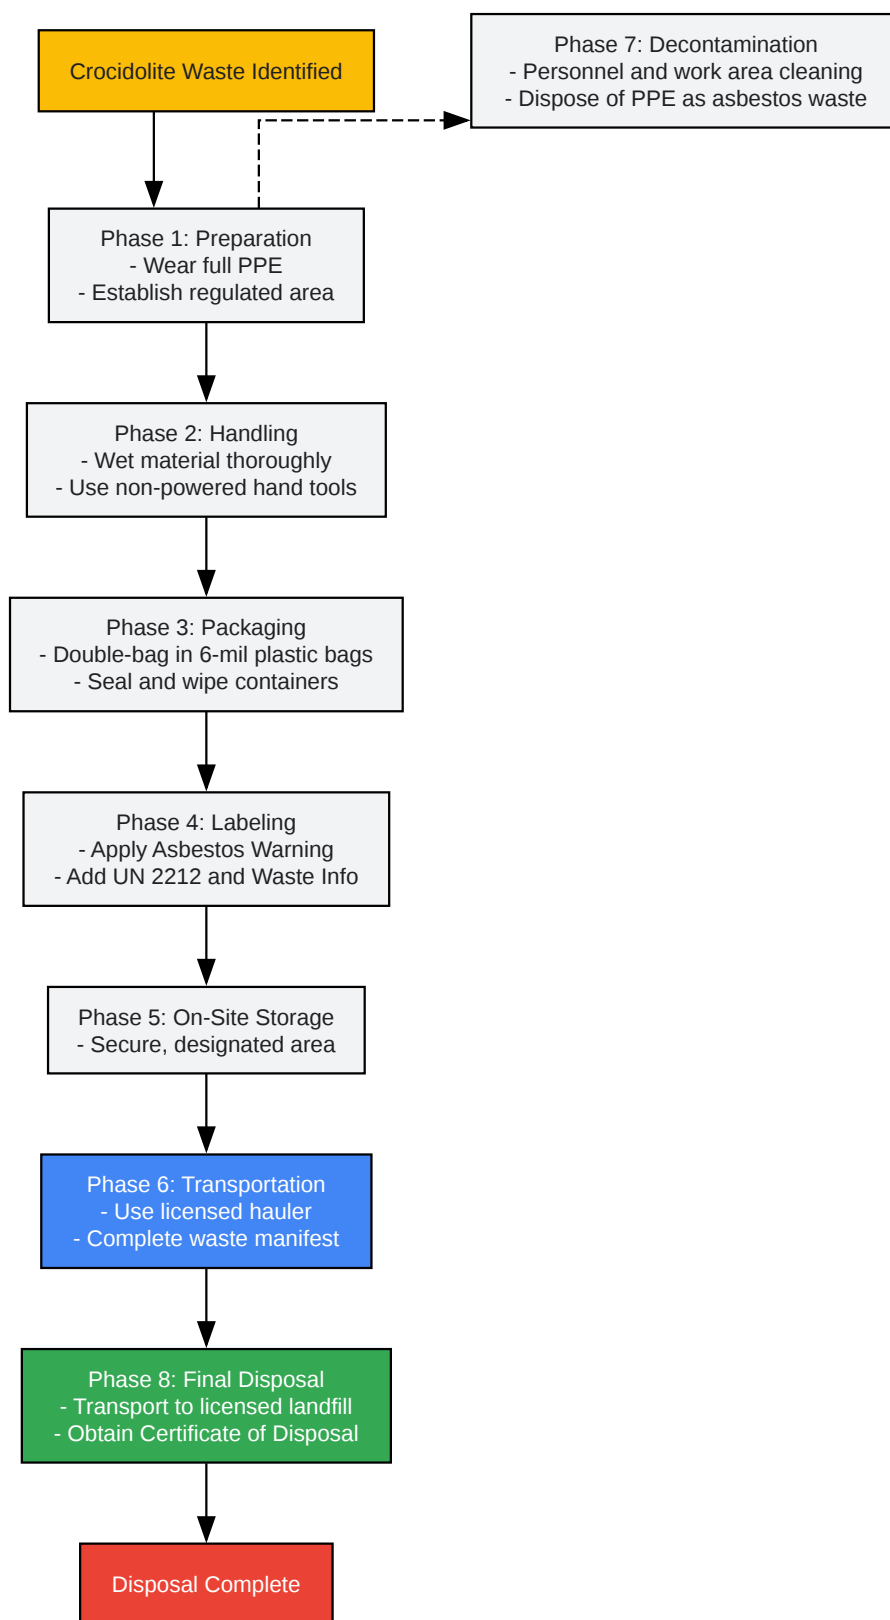 Crocidolite Waste Identified
Phase 7: Decontamination
- Personnel and work area cleaning
- Dispose of PPE as asbestos waste
Phase 1: Preparation
- Wear full PPE
- Establish regulated area
Phase 2: Handling
- Wet material thoroughly
- Use non-powered hand tools
Phase 3: Packaging
- Double-bag in 6-mil plastic bags
- Seal and wipe containers
Phase 4: Labeling
- Apply Asbestos Warning
- Add UN 2212 and Waste Info
Phase 5: On-Site Storage
- Secure, designated area
Phase 6: Transportation
- Use licensed hauler
- Complete waste manifest
Phase 8: Final Disposal
- Transport to licensed landfill
- Obtain Certificate of Disposal
Disposal Complete